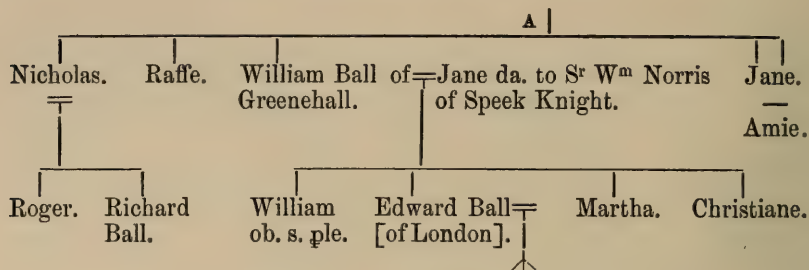 A
Nicholas. Raffe. William Ball of Jane da. to Sʳ Wᵐ Norris Jane.
Greenehall. of Speek Knight. —
Amie.
Roger. Richard William Edward Ball Martha. Christiane.
Ball. ob. s. ꝑle. [of London].